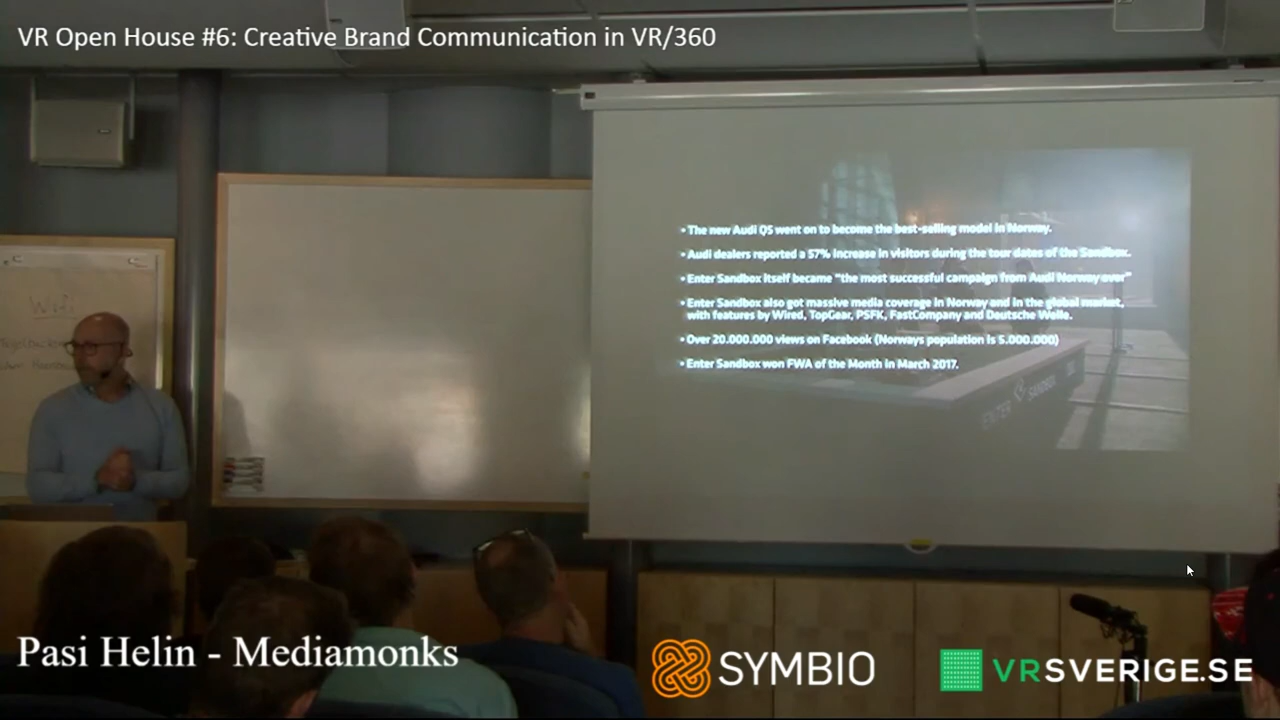 VR Open House #6: Creative Brand Communication in VR/360
• The new Audi Q5 went on to become the best-selling model in Norway.
• Audi dealers reported a 57% increase in visitors during the tour dates of the Sandbox.
• Enter Sandbox itself became "the most successful campaign from Audi Norway ever"
• Enter Sandbox also got massive media coverage in Norway and in the global market,
with features by Wired, TopGear, PSFK, FastCompany and Deutsche Welle.
• Over 20.000.000 views on Facebook (Norways population is 5.000.000)
• Enter Sandbox won FWA of the Month in March 2017.
ENTER SANDBOX
Wifi
Pasi Helin - Mediamonks
SYMBIO
VRSVERIGE.SE